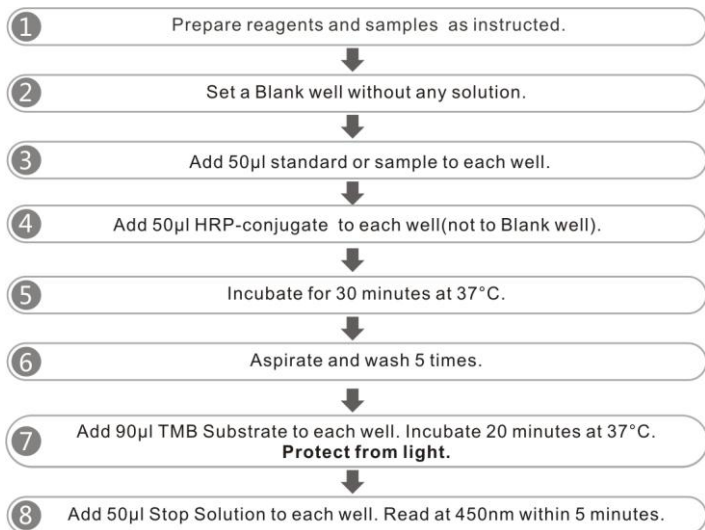 1 Prepare reagents and samples as instructed.
2 Set a Blank well without any solution.
3 Add 50μl standard or sample to each well.
4 Add 50μl HRP-conjugate to each well(not to Blank well).
5 Incubate for 30 minutes at 37°C.
6 Aspirate and wash 5 times.
7 Add 90μl TMB Substrate to each well. Incubate 20 minutes at 37°C.
Protect from light.
8 Add 50μl Stop Solution to each well. Read at 450nm within 5 minutes.